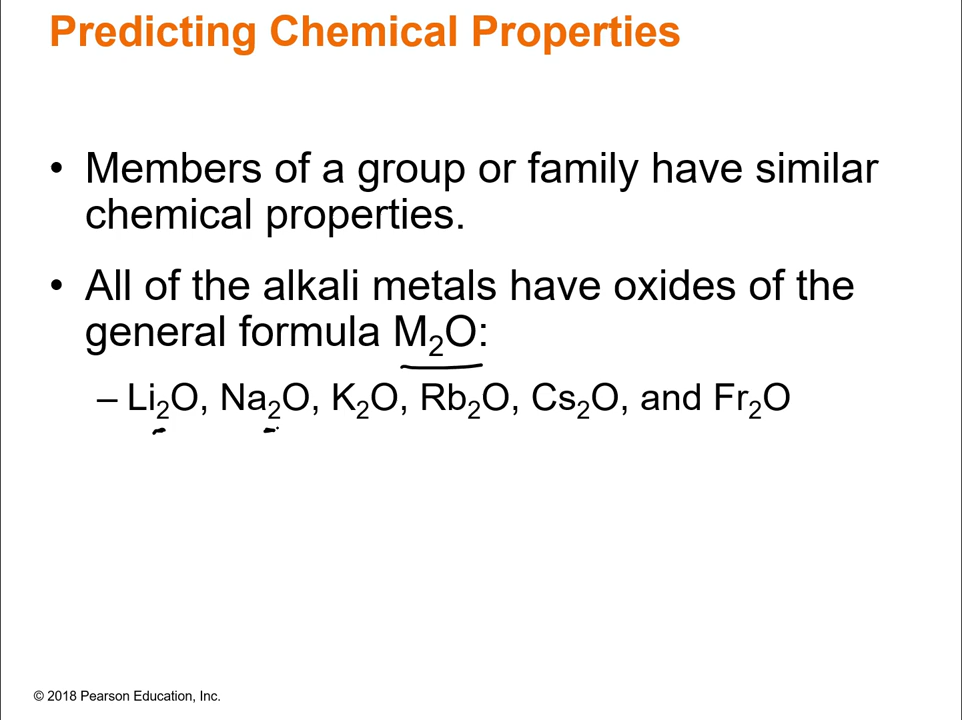 Predicting Chemical Properties
• Members of a group or family have similar
chemical properties.
• All of the alkali metals have oxides of the
general formula M₂O:
– Li₂O, Na₂O, K₂O, Rb₂O, Cs₂O, and Fr₂O
© 2018 Pearson Education, Inc.